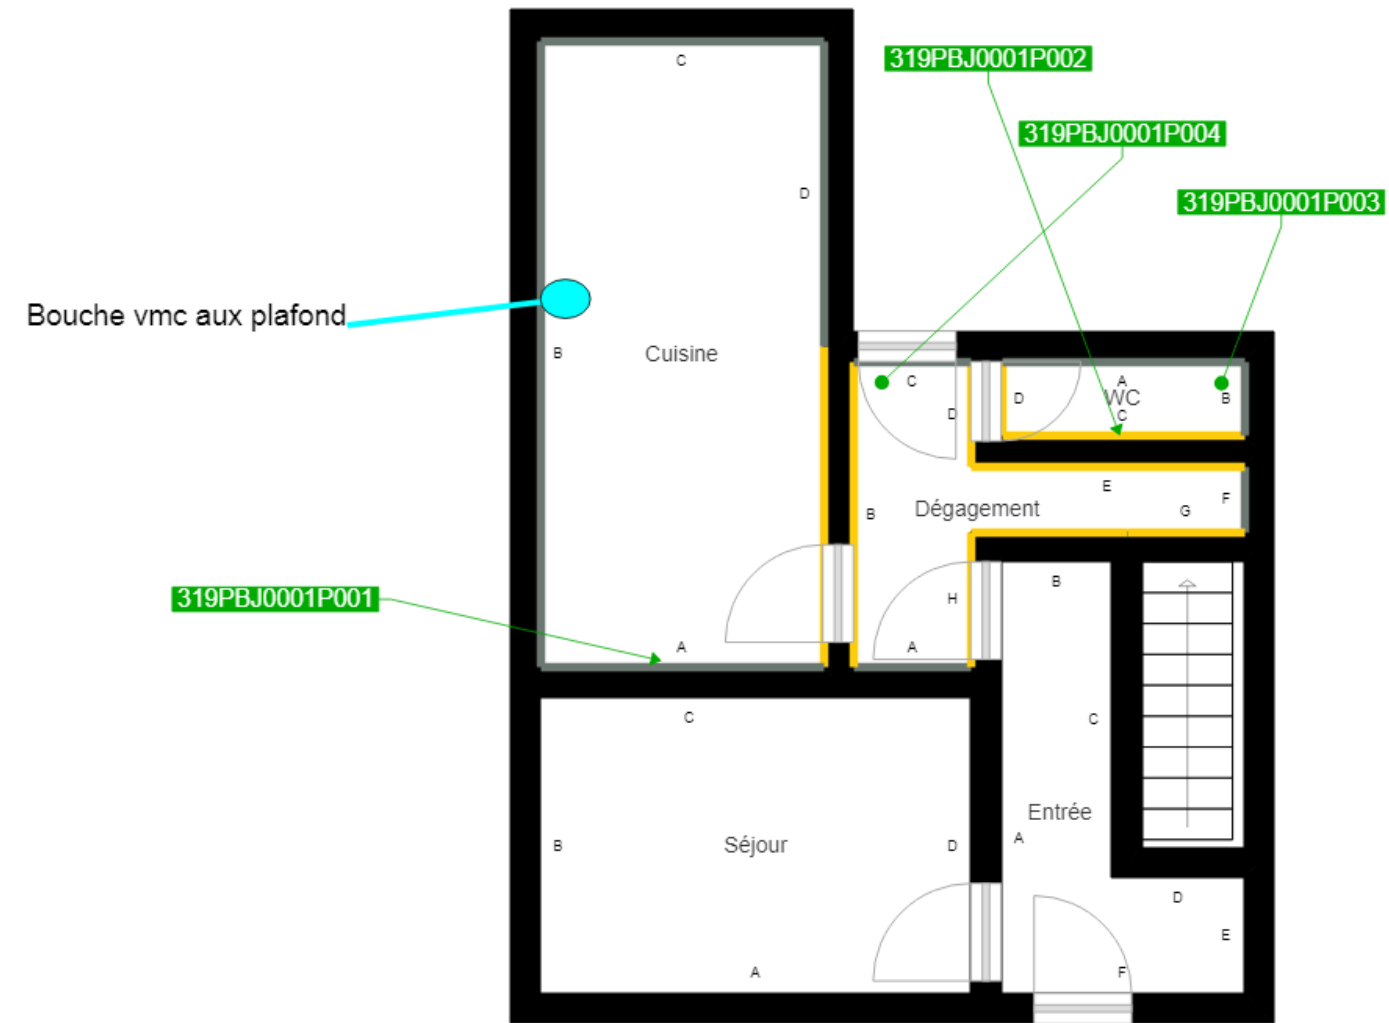 319PBJ0001P002
C
319PBJ0001P004
D
319PBJ0001P003
Bouche vmc aux plafond
B
Cuisine
C
D
D
A
WC
C
B
B
Dégagement
E
G
F
319PBJ0001P001
A
H
A
B
C
C
Entrée
A
B
Séjour
D
D
E
A
F